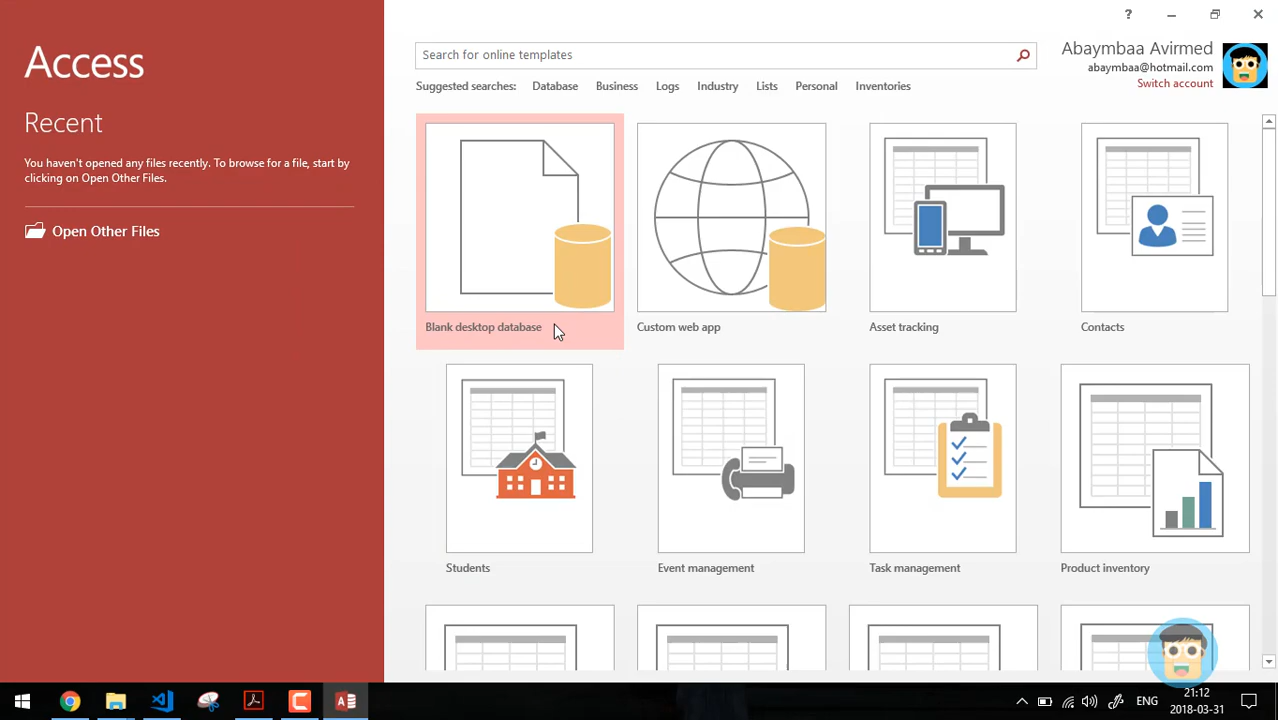 Access
Recent
You haven't opened any files recently. To browse for a file, start by
clicking on Open Other Files.
Open Other Files
?
Search for online templates
Abaymbaa Avirmed
abaymbaa@hotmail.com
Switch account
Suggested searches: Database Business Logs Industry Lists Personal Inventories
Blank desktop database
Custom web app
Asset tracking
Contacts
Students
Event management
Task management
Product inventory
ENG
21:12
2018-03-31